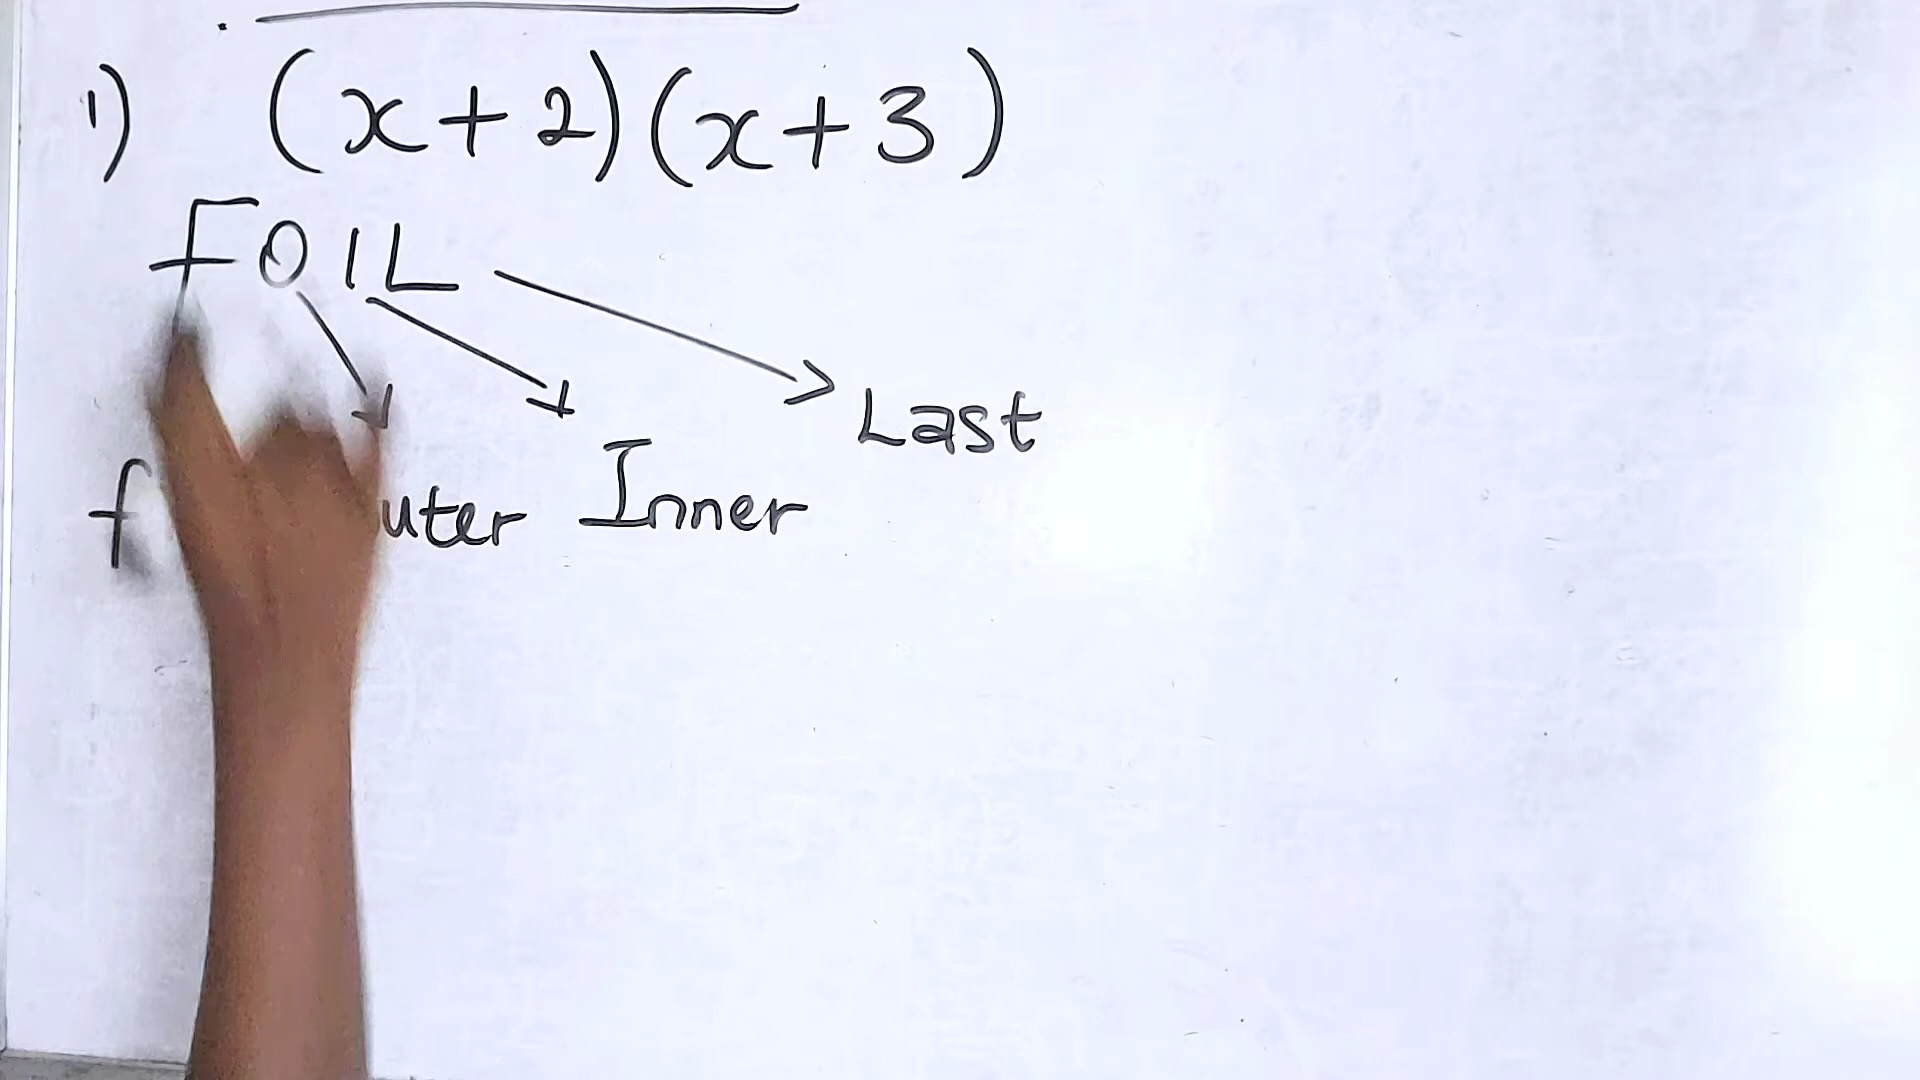 1) (x+2)(x+3)
FOIL
Last
uter Inner